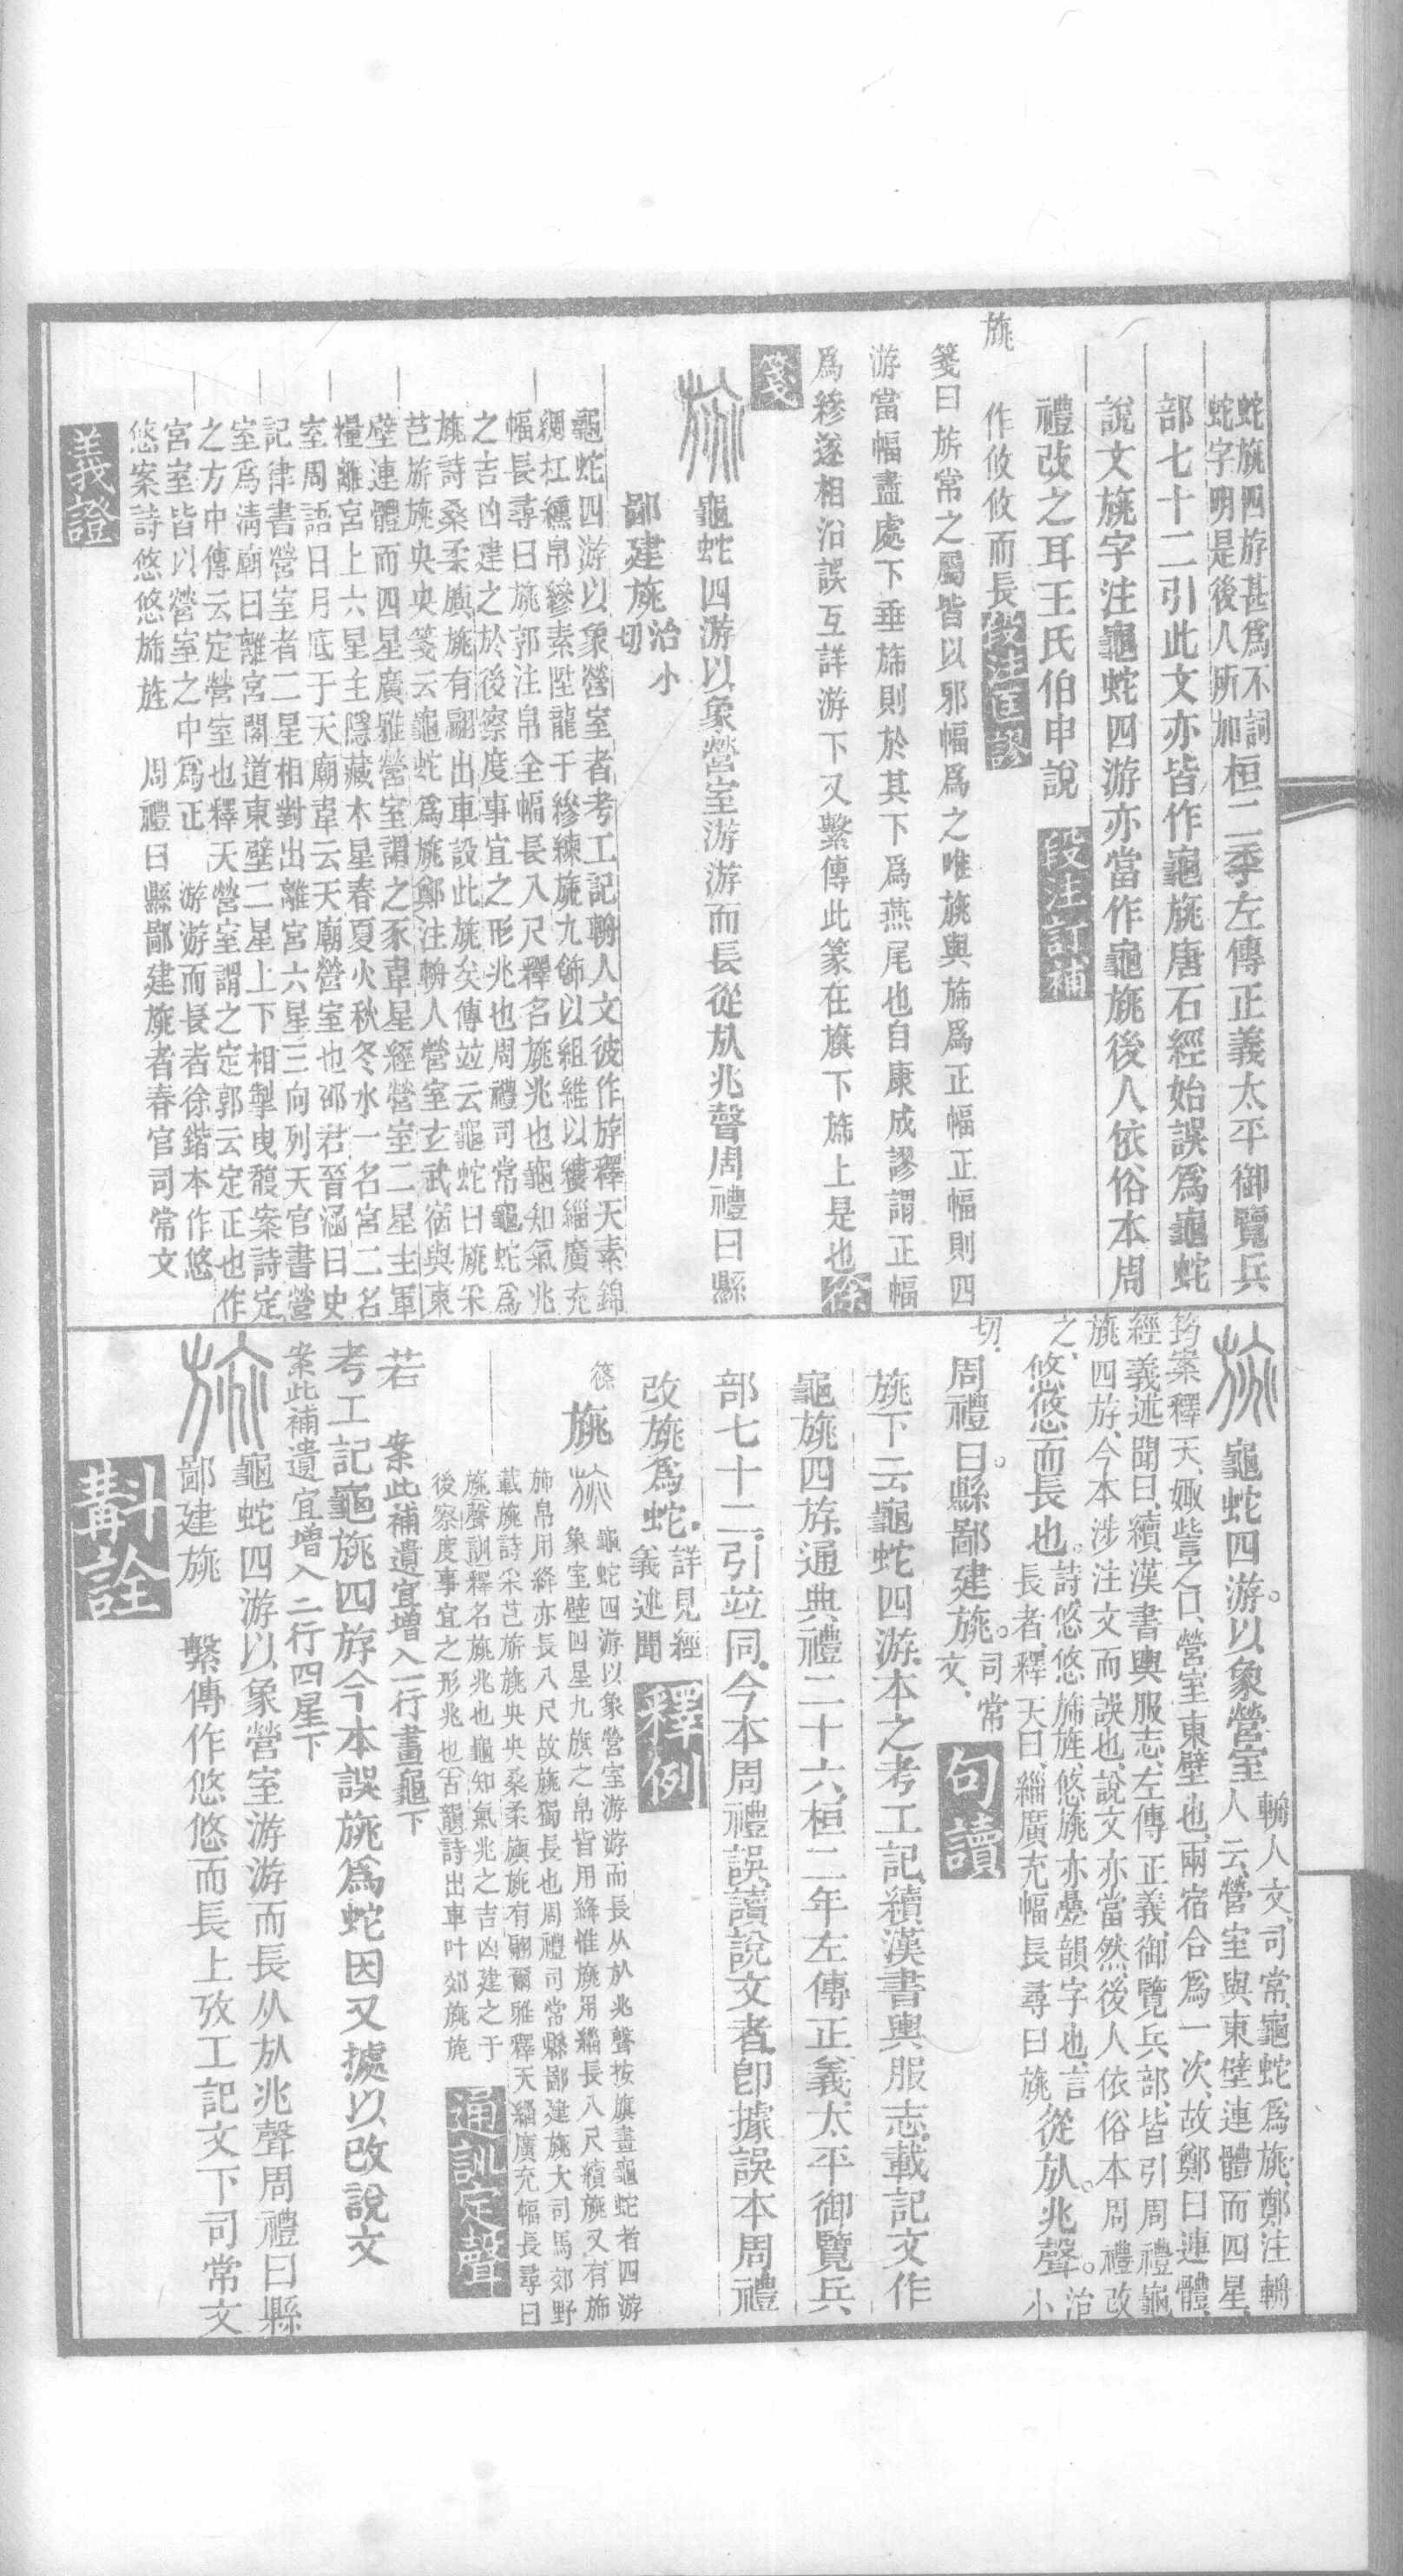 蛇旐四游甚爲不詞
蛇字明是後人所加
桓二季左傳正義太平御覽兵
部七十二引此文亦皆作龜旐唐石經始誤爲龜蛇
說文旐字注龜蛇四游亦當作龜旐後人依俗本周
禮改之耳王氏伯申說
段注訂補
旐
作攸攸而長
段注匡謬
箋曰旂常之屬皆以邪幅爲之唯旐與旆爲正幅正幅則四
游當幅盡處下垂旆則於其下爲燕尾也自康成謬謂正幅
爲縿遂相沿誤互詳游下又繫傳此篆在旗下旆上是也
徐
箋
龜蛇四游以象營室游游而長從㫃兆聲周禮曰縣
鄙建旐
治小
切
龜蛇四游以象營室者考工記輈人文彼作斿釋天素錦
綢杠纁帛縿素陞龍于縿練旐九飾以組維以縷緇廣充
幅長尋曰旐郭注帛全幅長八尺釋名旐兆也龜知氣兆
之吉凶建之於後察度事宜之形兆也周禮司常龜蛇爲
旐詩桑柔旟旐有翩出車設此旐矣傳竝云龜蛇曰旐采
芑旂旐央央箋云龜蛇爲旐鄭注輈人營室玄武宿與東
壁連體而四星廣雅營室謂之豕韋星經營室二星主軍
糧離宮上六星主隱藏木星春夏火秋冬水一名宮二名
室周語日月底于天廟韋云天廟營室也邵君晉涵曰史
記律書營室者二星相對出離宮六星三向列天官書營
室爲淸廟曰離宮閣道東壁二星上下相掣曳馥案詩定
之方中傳云定營室也釋天營室謂之定郭云定正也作
宮室皆以營室之中爲正　游游而長者徐鍇本作悠
悠案詩悠悠旆旌　周禮曰縣鄙建旐者春官司常文
義證
龜蛇四游。以象營室
輈人文、司常、龜蛇爲旐、鄭注輈
人云、營室與東壁連體而四星、
筠案釋天、娵訾之口、營室東壁也、兩宿合爲一次、故鄭曰連體、
經義述聞曰、續漢書輿服志、左傳正義、御覽兵部、皆引周禮龜
旐四斿、今本涉注文而誤也、說文亦當然、後人依俗本周禮改
之、
悠悠而長也。
詩、悠悠旆旌、悠旐亦疊韻字也、言
長者、釋天曰、緇廣充幅長尋曰旐
從㫃。兆聲。
治
小
切、
周禮曰。縣鄙建旐。
司常
文、
句讀
旐下云龜蛇四游、本之考工記、續漢書輿服志、載記文作
龜旐四斿、通典禮二十六、桓二年左傳正義、太平御覽兵、
部七十二、引竝同、今本周禮誤、讀說文者、卽據誤本周禮
改旐爲蛇、
詳見經
義述聞
釋例
篠
旐
龜蛇四游以象營室游游而長从㫃兆聲按旗畫龜蛇者四游
象室壁四星九旗之帛皆用絳惟旐用緇長八尺續旐又有旆
旆帛用絳亦長八尺故旐獨長也周禮司常縣鄙建旐大司馬郊野
載旐詩采芑旂旐央央桑柔旟旐有翩爾雅釋天緇廣充幅長尋曰
旐聲訓釋名旐兆也龜知氣兆之吉凶建之于
後察度事宜之形兆也古韻詩出車叶郊旐旄
通訓定聲
案此補遺宜增入一行畫龜下
若
考工記龜旐四斿今本誤旐爲蛇因又據以改說文
案此補遺宜增入二行四星下
龜蛇四游以象營室游游而長从㫃兆聲周禮曰縣
鄙建旐　繫傳作悠悠而長上攷工記文下司常文
斠詮